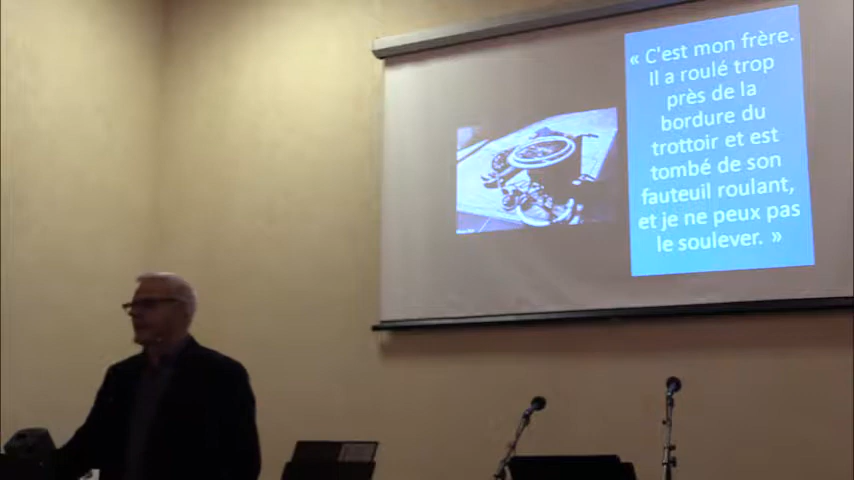 « C'est mon frère.
Il a roulé trop
près de la
bordure du
trottoir et est
tombé de son
fauteuil roulant,
et je ne peux pas
le soulever. »